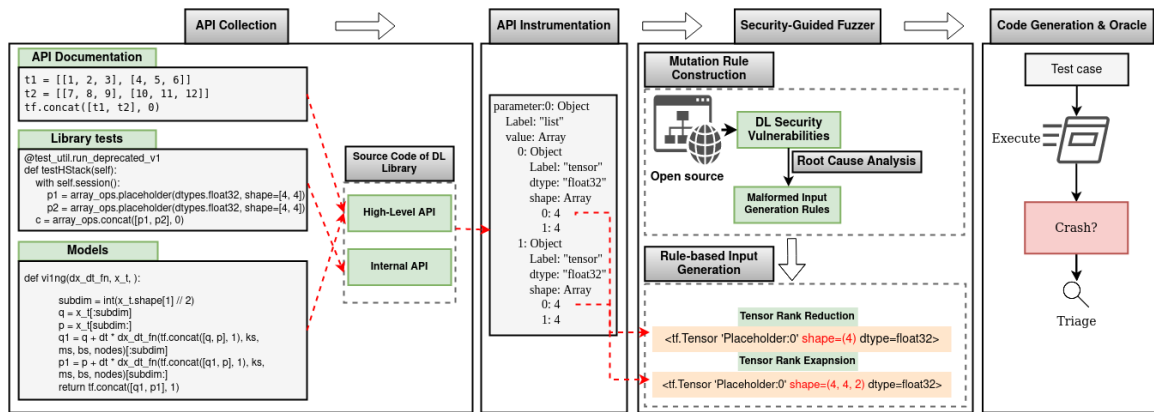 API Collection
API Instrumentation
Security-Guided Fuzzer
Code Generation & Oracle
API Documentation
t1 = [[1, 2, 3], [4, 5, 6]]
t2 = [[7, 8, 9], [10, 11, 12]]
tf.concat([t1, t2], 0)
Library tests
@test_util.run_deprecated_v1
def testHStack(self):
with self.session():
p1 = array_ops.placeholder(dtypes.float32, shape=[4, 4])
p2 = array_ops.placeholder(dtypes.float32, shape=[4, 4])
c = array_ops.concat([p1, p2], 0)
Models
def vi1ng(dx_dt_fn, x_t, ):
subdim = int(x_t.shape[1] // 2)
q = x_t[:subdim]
p = x_t[subdim:]
q1 = q + dt * dx_dt_fn(tf.concat([q, p], 1), ks,
ms, bs, nodes)[:subdim]
p1 = p + dt * dx_dt_fn(tf.concat([q1, p], 1), ks,
ms, bs, nodes)[subdim:]
return tf.concat([q1, p1], 1)
Source Code of DL
Library
High-Level API
Internal API
parameter:0: Object
Label: "list"
value: Array
0: Object
Label: "tensor"
dtype: "float32"
shape: Array
0: 4
1: 4
1: Object
Label: "tensor"
dtype: "float32"
shape: Array
0: 4
1: 4
Mutation Rule
Construction
Open source
DL Security
Vulnerabilities
Root Cause Analysis
Malformed Input
Generation Rules
Rule-based Input
Generation
Tensor Rank Reduction
<tf.Tensor 'Placeholder:0' shape=(4) dtype=float32>
Tensor Rank Exapnsion
<tf.Tensor 'Placeholder:0' shape=(4, 4, 2) dtype=float32>
Test case
Execute
Crash?
Triage